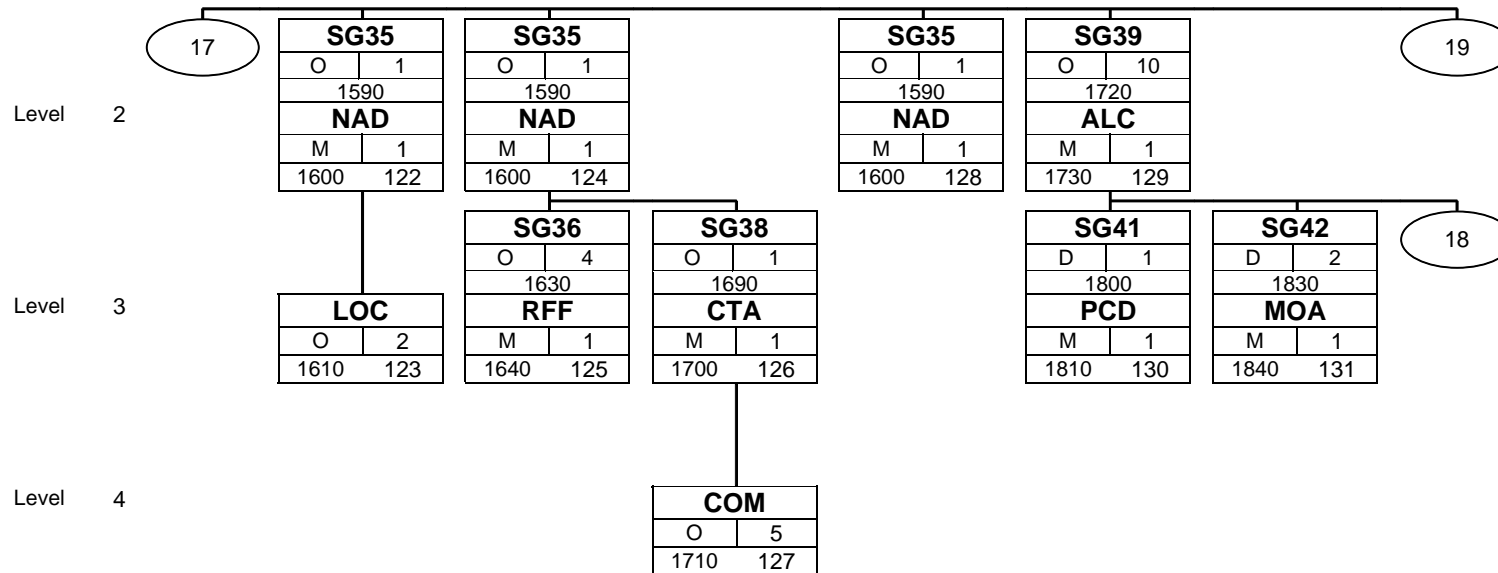 17 SG35 SG35 SG35 SG39 19
O 1 O 1 O 1 O 10
1590 1590 1590 1720
Level 2 NAD NAD NAD ALC
M 1 M 1 M 1 M 1
1600 122 1600 124 1600 128 1730 129
SG36 SG38 SG41 SG42 18
O 4 O 1 D 1 D 2
1630 1690 1800 1830
Level 3 LOC RFF CTA PCD MOA
O 2 M 1 M 1 M 1 M 1
1610 123 1640 125 1700 126 1810 130 1840 131
Level 4 COM
O 5
1710 127